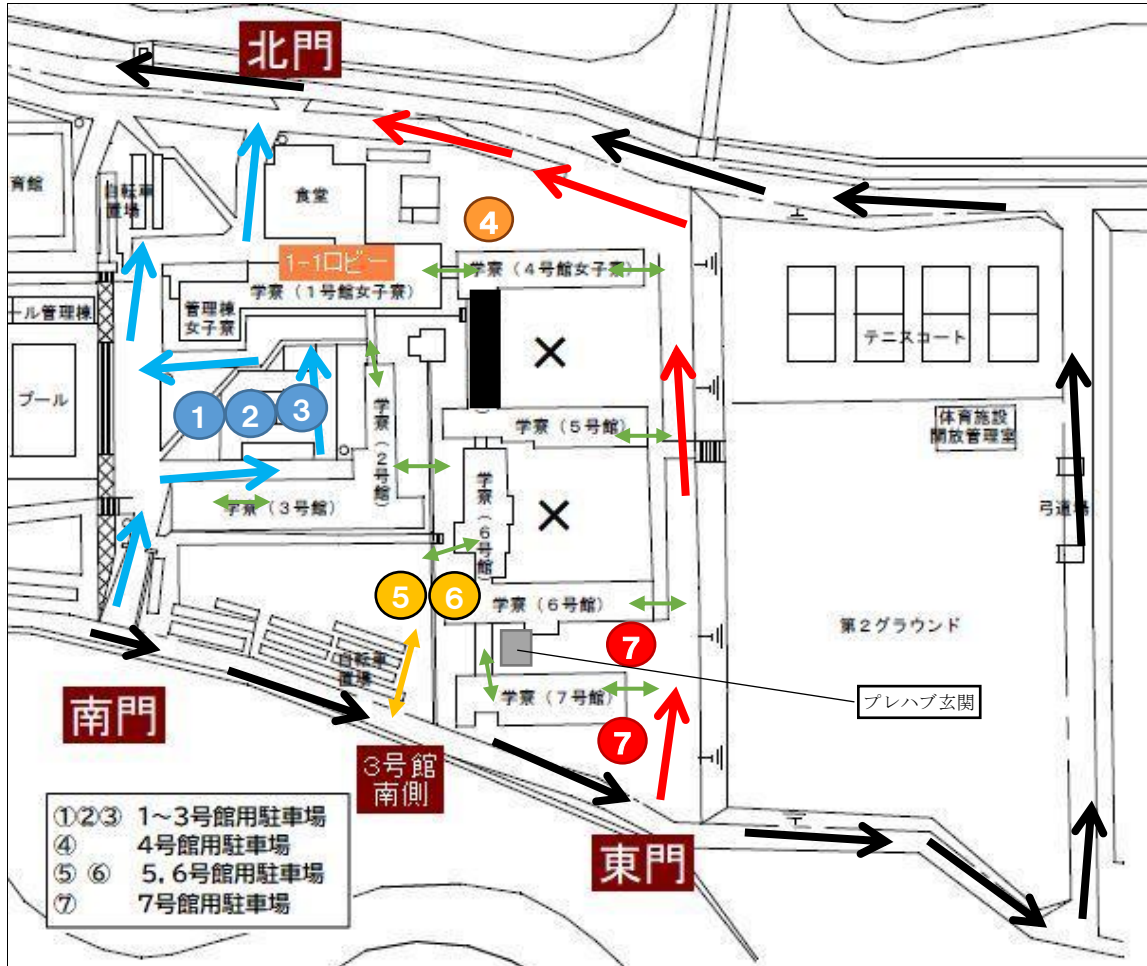 北門
育館
自転車
置場
食堂
4
1-1ロビー
学寮(4号館女子寮)
学寮(1号館女子寮)
ール管理棟
管理棟
女子寮
テニスコート
プール
1
2
3
学寮(2号館)
学寮(5号館)
体育施設
開放管理室
学寮(3号館)
学寮(6号館)
弓道場
5
6
学寮(6号館)
7
第2グラウンド
自転車
置場
学寮(7号館)
プレハブ玄関
南門
7
3号館
南側
東門
①②③ 1~3号館用駐車場
④ 4号館用駐車場
⑤ ⑥ 5.6号館用駐車場
⑦ 7号館用駐車場